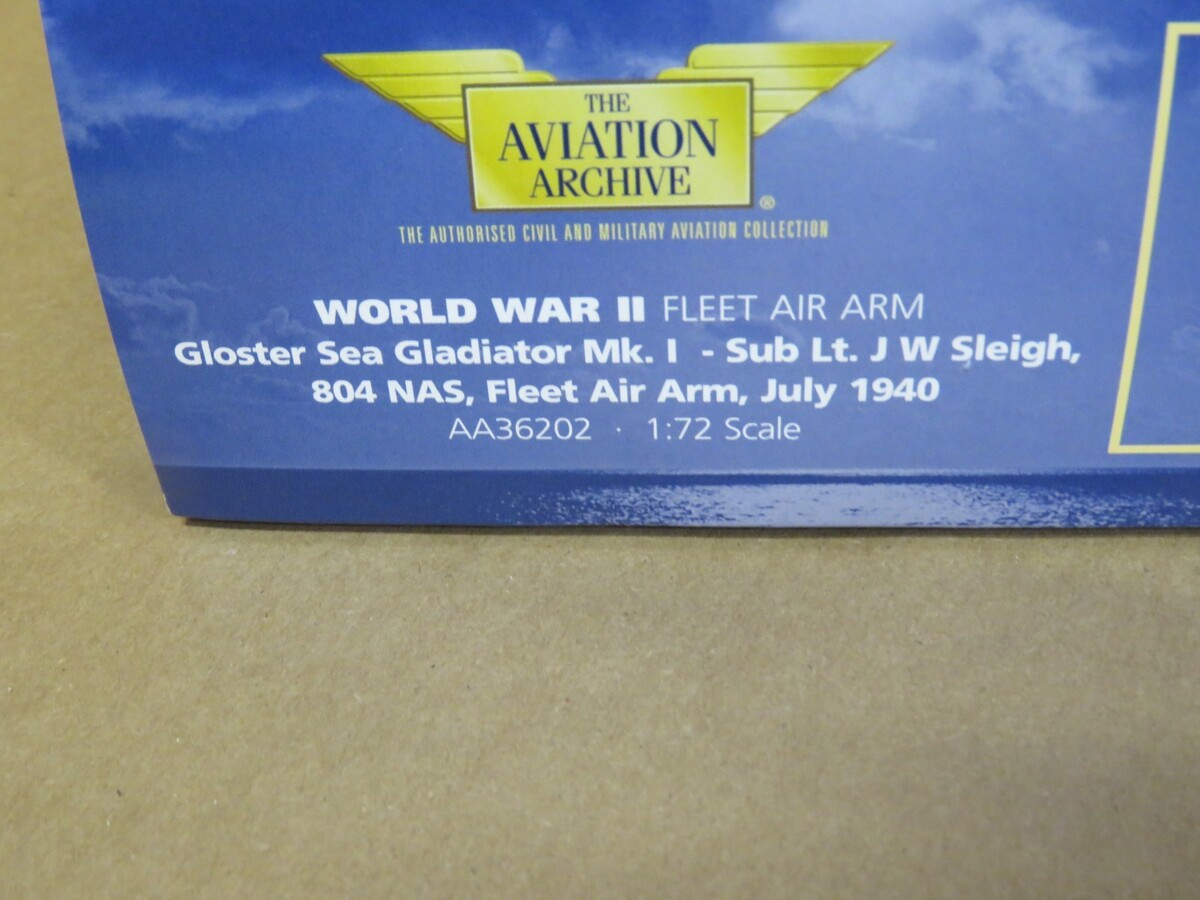 THE
AVIATION
ARCHIVE
®
THE AUTHORISED CIVIL AND MILITARY AVIATION COLLECTION
WORLD WAR II FLEET AIR ARM
Gloster Sea Gladiator Mk. I - Sub Lt. J W Sleigh,
804 NAS, Fleet Air Arm, July 1940
AA36202 · 1:72 Scale